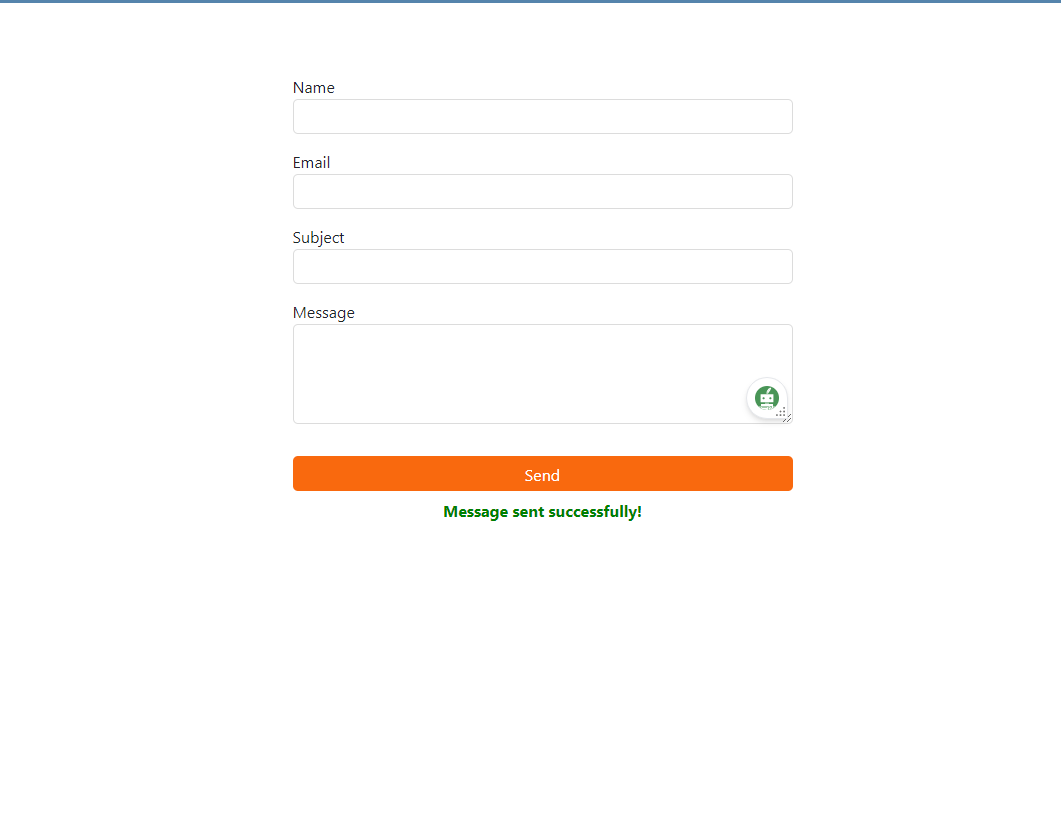 Name
Email
Subject
Message
Send
Message sent successfully!